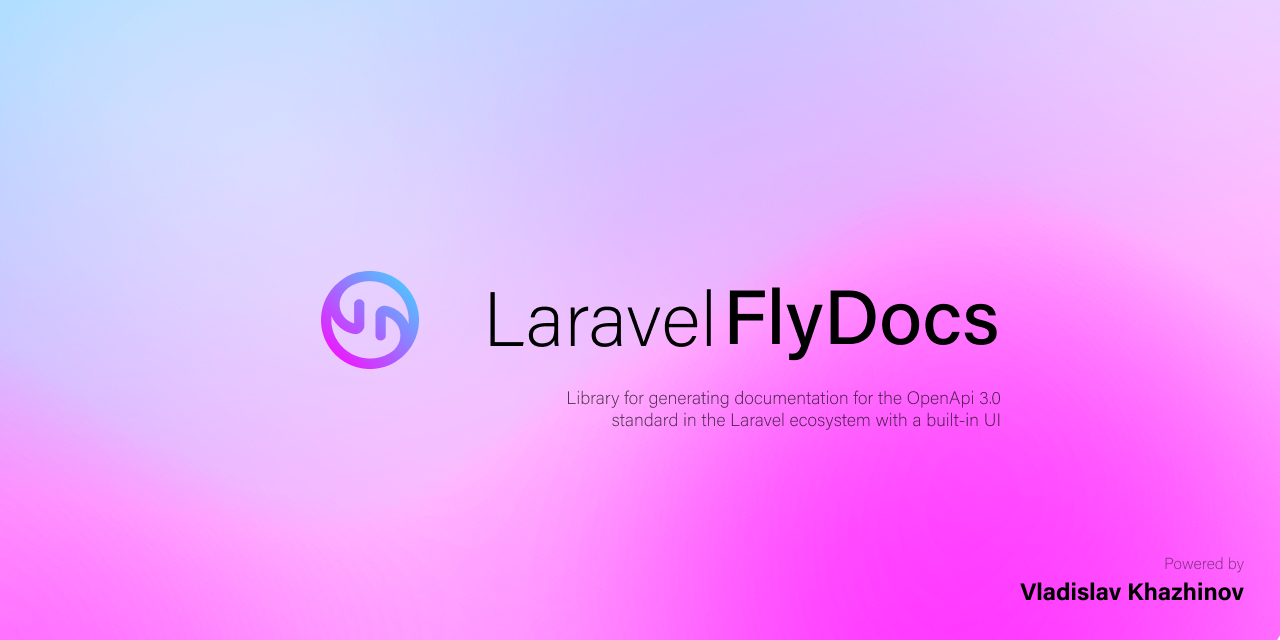 Laravel FlyDocs
Library for generating documentation for the OpenApi 3.0
standard in the Laravel ecosystem with a built-in UI
Powered by
Vladislav Khazhinov